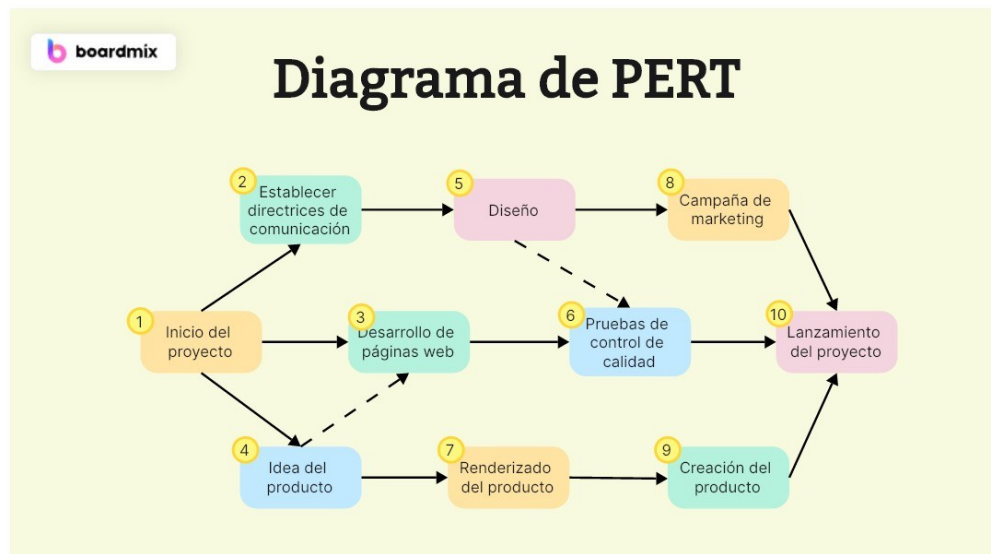 boardmix
Diagrama de PERT
2
Establecer
directrices de
comunicación
5
Diseño
8
Campaña de
marketing
1
Inicio del
proyecto
3
Desarrollo de
páginas web
6
Pruebas de
control de
calidad
10
Lanzamiento
del proyecto
4
Idea del
producto
7
Renderizado
del producto
9
Creación del
producto